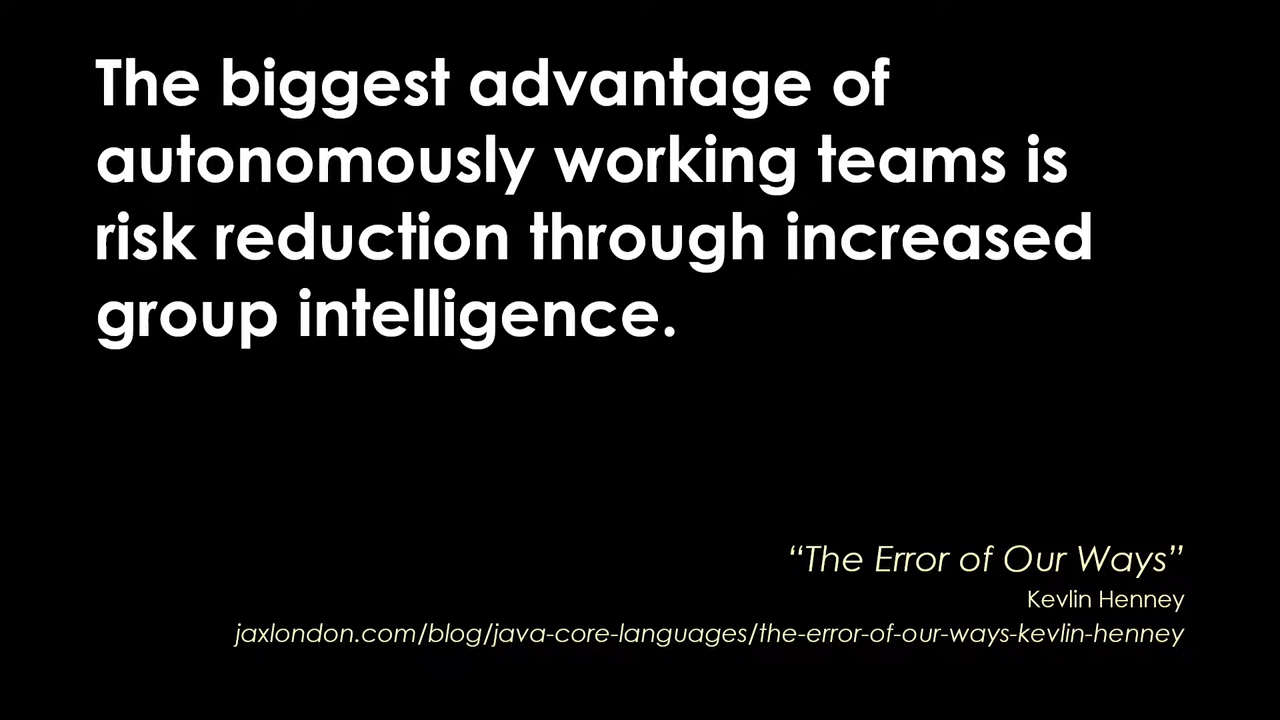 The biggest advantage of
autonomously working teams is
risk reduction through increased
group intelligence.
“The Error of Our Ways”
Kevlin Henney
jaxlondon.com/blog/java-core-languages/the-error-of-our-ways-kevlin-henney